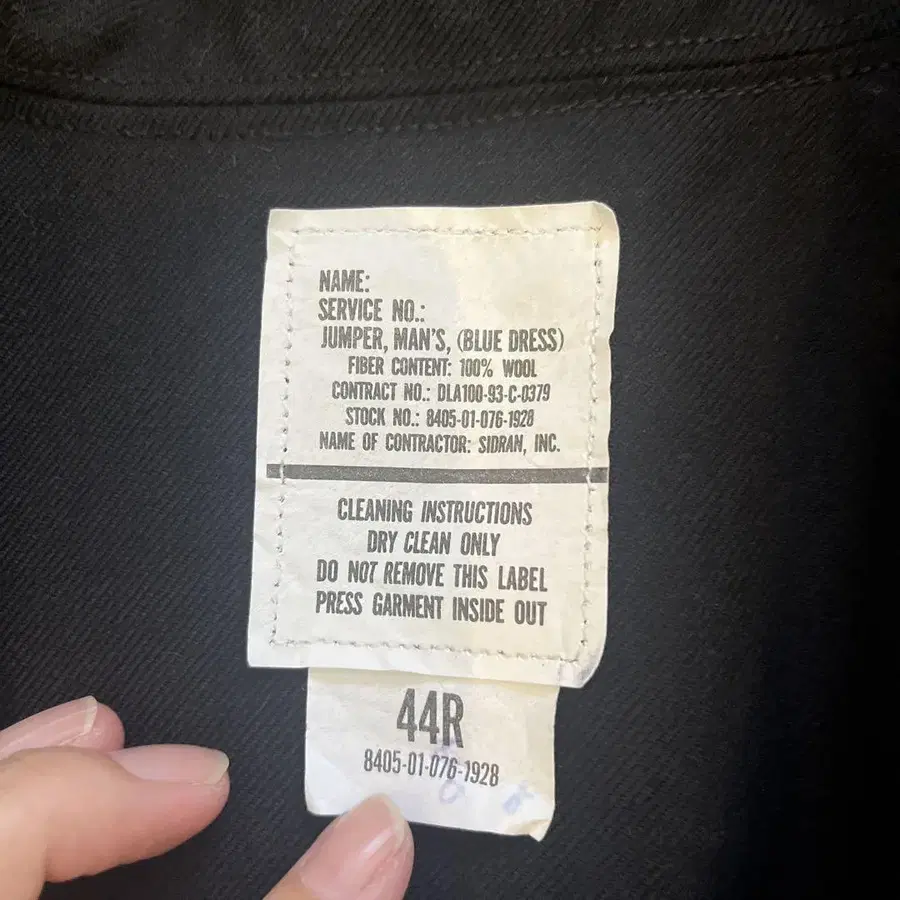 NAME:
SERVICE NO.:
JUMPER, MAN'S, (BLUE DRESS)
FIBER CONTENT: 100% WOOL
CONTRACT NO.: DLA100-93-C-0379
STOCK NO.: 8405-01-076-1928
NAME OF CONTRACTOR: SIDRAN, INC.
CLEANING INSTRUCTIONS
DRY CLEAN ONLY
DO NOT REMOVE THIS LABEL
PRESS GARMENT INSIDE OUT
44R
8405-01-076-1928